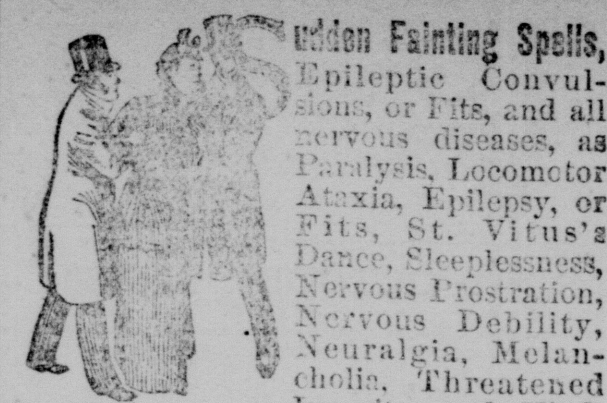 Sudden Fainting Spells,
Epileptic Convul-
sions, or Fits, and all
nervous diseases, as
Paralysis, Locomotor
Ataxia, Epilepsy, or
Fits, St. Vitus's
Dance, Sleeplessness,
Nervous Prostration,
Nervous Debility,
Neuralgia, Melan-
cholia, Threatened